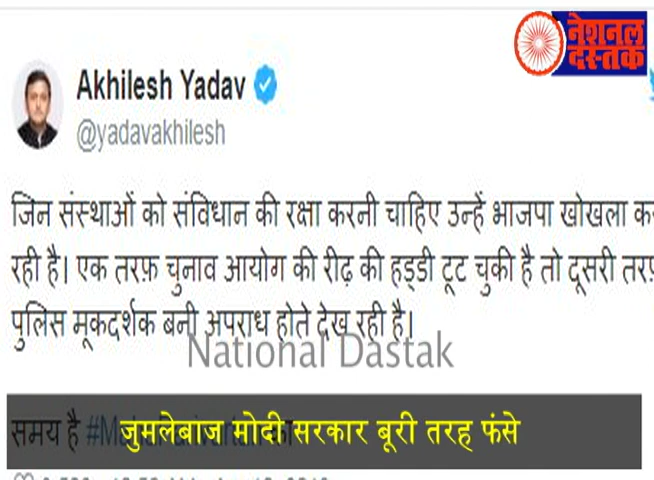 नेशनल
दस्तक
Akhilesh Yadav
@yadavakhilesh
जिन संस्थाओं को संविधान की रक्षा करनी चाहिए उन्हें भाजपा खोखला कर
रही है। एक तरफ़ चुनाव आयोग की रीढ़ की हड्डी टूट चुकी है तो दूसरी तरफ़
पुलिस मूकदर्शक बनी अपराध होते देख रही है।
National Dastak
समय है
जुमलेबाज मोदी सरकार बूरी तरह फंसे